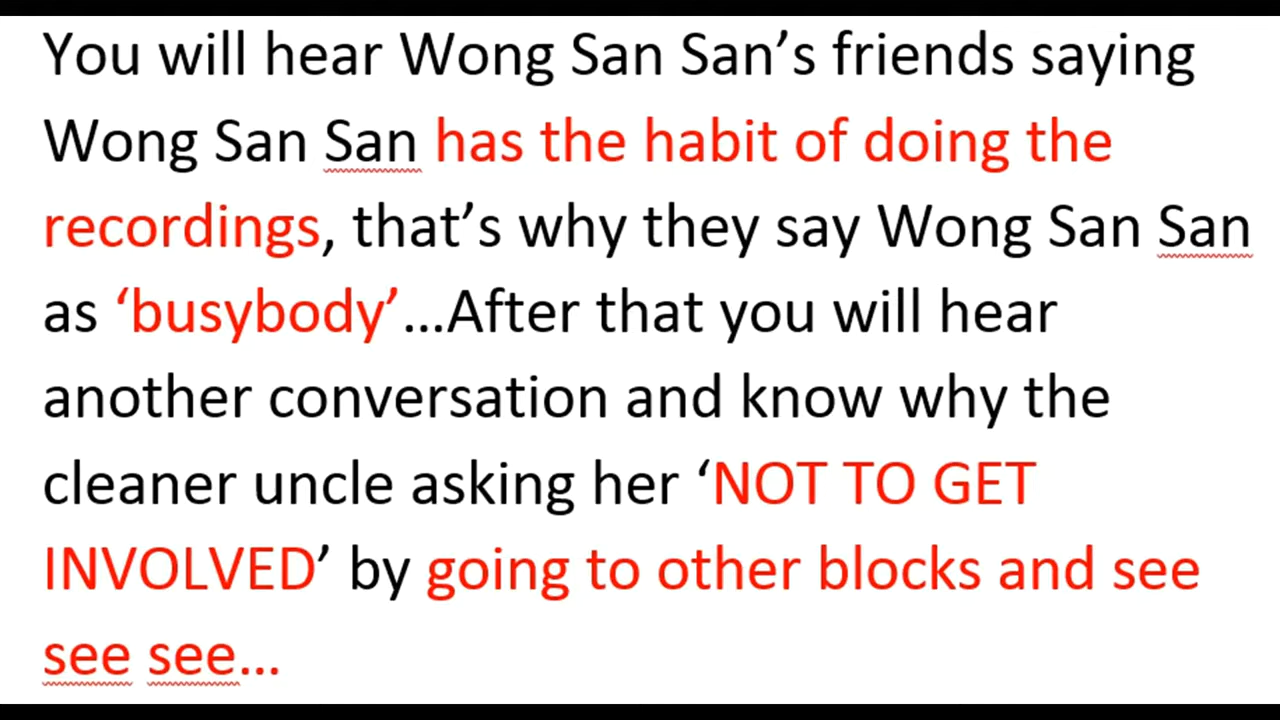 You will hear Wong San San’s friends saying
Wong San San has the habit of doing the
recordings, that’s why they say Wong San San
as ‘busybody’…After that you will hear
another conversation and know why the
cleaner uncle asking her ‘NOT TO GET
INVOLVED’ by going to other blocks and see
see see…